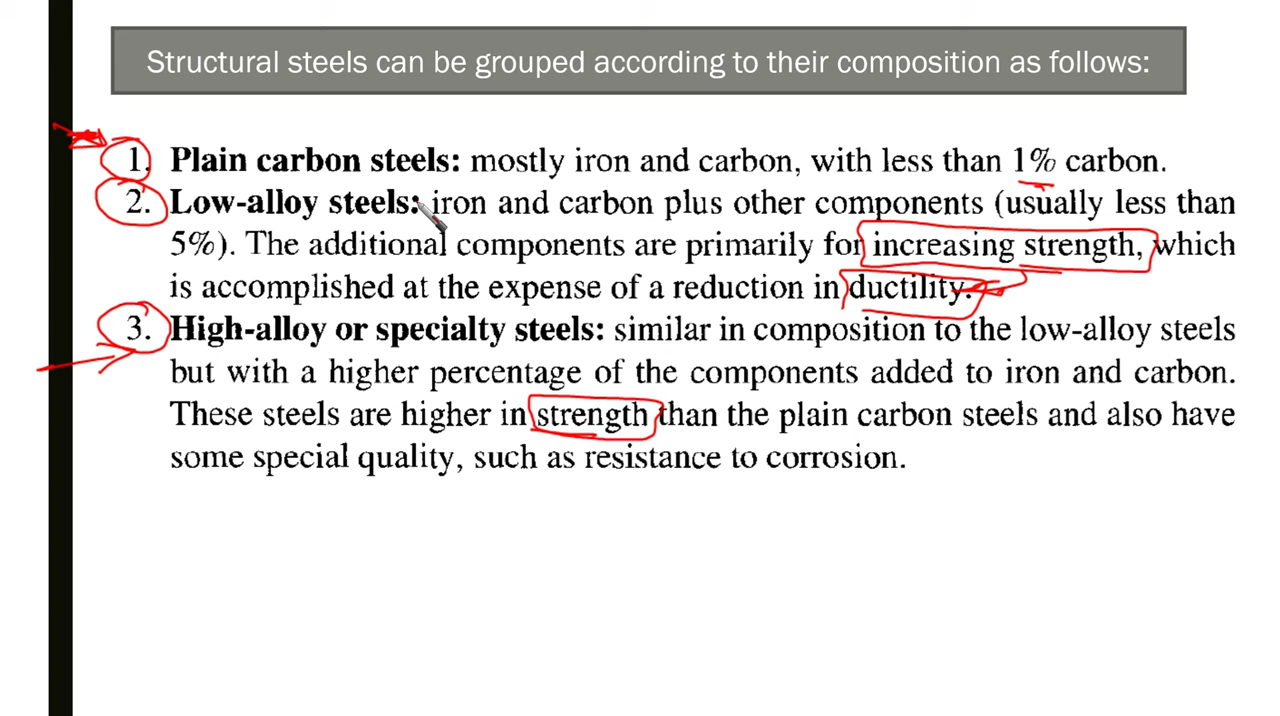 Structural steels can be grouped according to their composition as follows:
1. Plain carbon steels: mostly iron and carbon, with less than 1% carbon.
2. Low-alloy steels: iron and carbon plus other components (usually less than
5%). The additional components are primarily for increasing strength, which
is accomplished at the expense of a reduction in ductility.
3. High-alloy or specialty steels: similar in composition to the low-alloy steels
but with a higher percentage of the components added to iron and carbon.
These steels are higher in strength than the plain carbon steels and also have
some special quality, such as resistance to corrosion.